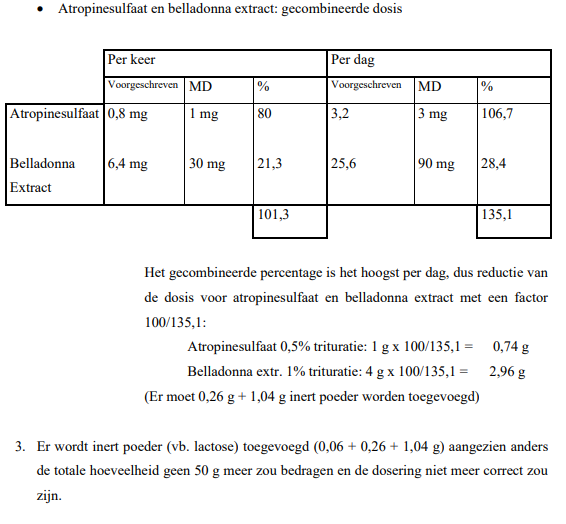 • Atropinesulfaat en belladonna extract: gecombineerde dosis
Per keer Per dag
Voorgeschreven MD % Voorgeschreven MD %
Atropinesulfaat 0,8 mg 1 mg 80 3,2 3 mg 106,7
Belladonna 6,4 mg 30 mg 21,3 25,6 90 mg 28,4
Extract
101,3 135,1
Het gecombineerde percentage is het hoogst per dag, dus reductie van
de dosis voor atropinesulfaat en belladonna extract met een factor
100/135,1:
Atropinesulfaat 0,5% trituratie: 1 g x 100/135,1 = 0,74 g
Belladonna extr. 1% trituratie: 4 g x 100/135,1 = 2,96 g
(Er moet 0,26 g + 1,04 g inert poeder worden toegevoegd)
3. Er wordt inert poeder (vb. lactose) toegevoegd (0,06 + 0,26 + 1,04 g) aangezien anders
de totale hoeveelheid geen 50 g meer zou bedragen en de dosering niet meer correct zou
zijn.